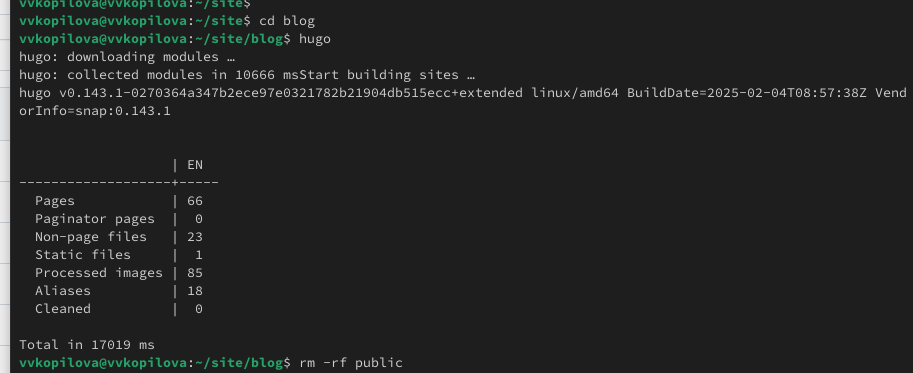 vvkopilova@vvkopilova:~/site$
vvkopilova@vvkopilova:~/site$ cd blog
vvkopilova@vvkopilova:~/site/blog$ hugo
hugo: downloading modules …
hugo: collected modules in 10666 msStart building sites …
hugo v0.143.1-0270364a347b2ece97e0321782b21904db515ecc+extended linux/amd64 BuildDate=2025-02-04T08:57:38Z Vend
orInfo=snap:0.143.1
                   | EN
-------------------+-----
  Pages            | 66
  Paginator pages  |  0
  Non-page files   | 23
  Static files     |  1
  Processed images | 85
  Aliases          | 18
  Cleaned          |  0
Total in 17019 ms
vvkopilova@vvkopilova:~/site/blog$ rm -rf public